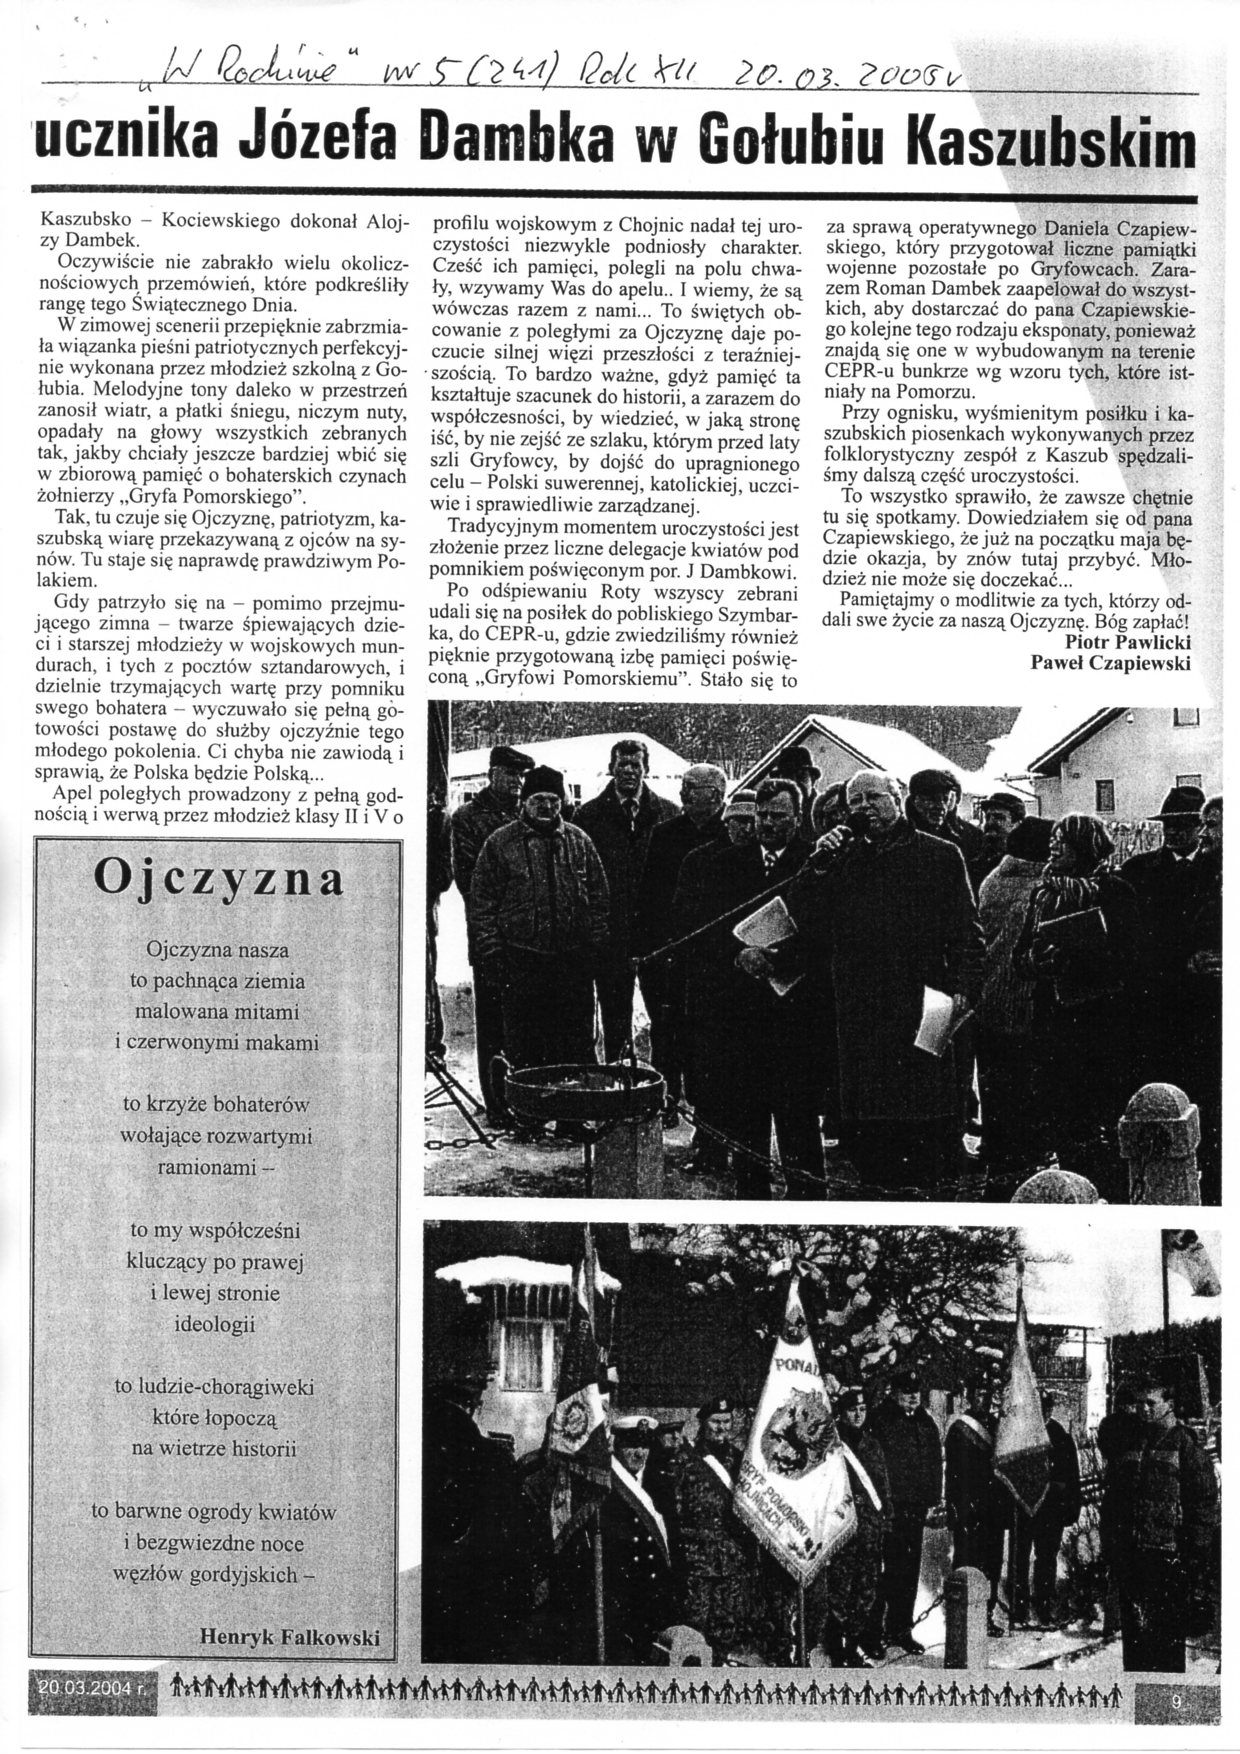 „W Rodzinie" nr 5 (241) Rok XII 20.03.
ucznika Józefa Dambka w Gołubiu Kaszubskim
Kaszubsko – Kociewskiego dokonał Aloj-
zy Dambek.
Oczywiście nie zabrakło wielu okolicz-
nościowych przemówień, które podkreśliły
rangę tego Świątecznego Dnia.
W zimowej scenerii przepięknie zabrzmia-
ła wiązanka pieśni patriotycznych perfekcyj-
nie wykonana przez młodzież szkolną z Go-
łubia. Melodyjne tony daleko w przestrzeń
zanosił wiatr, a płatki śniegu, niczym nuty,
opadały na głowy wszystkich zebranych
tak, jakby chciały jeszcze bardziej wbić się
w zbiorową pamięć o bohaterskich czynach
żołnierzy „Gryfa Pomorskiego”.
Tak, tu czuje się Ojczyznę, patriotyzm, ka-
szubską wiarę przekazywaną z ojców na sy-
nów. Tu staje się naprawdę prawdziwym Po-
lakiem.
Gdy patrzyło się na – pomimo przejmu-
jącego zimna – twarze śpiewających dzie-
ci i starszej młodzieży w wojskowych mun-
durach, i tych z pocztów sztandarowych, i
dzielnie trzymających wartę przy pomniku
swego bohatera – wyczuwało się pełną go-
towości postawę do służby ojczyźnie tego
młodego pokolenia. Ci chyba nie zawiodą i
sprawią, że Polska będzie Polską...
Apel poległych prowadzony z pełną god-
nością i werwą przez młodzież klasy II i V o
profilu wojskowym z Chojnic nadał tej uro-
czystości niezwykle podniosły charakter.
Cześć ich pamięci, polegli na polu chwa-
ły, wzywamy Was do apelu.. I wiemy, że są
wówczas razem z nami... To świętych ob-
cowanie z poległymi za Ojczyznę daje po-
czucie silnej więzi przeszłości z teraźniej-
szością. To bardzo ważne, gdyż pamięć ta
kształtuje szacunek do historii, a zarazem do
współczesności, by wiedzieć, w jaką stronę
iść, by nie zejść ze szlaku, którym przed laty
szli Gryfowcy, by dojść do upragnionego
celu – Polski suwerennej, katolickiej, uczci-
wie i sprawiedliwie zarządzanej.
Tradycyjnym momentem uroczystości jest
złożenie przez liczne delegacje kwiatów pod
pomnikiem poświęconym por. J Dambkowi.
Po odśpiewaniu Roty wszyscy zebrani
udali się na posiłek do pobliskiego Szymbar-
ka, do CEPR-u, gdzie zwiedziliśmy również
pięknie przygotowaną izbę pamięci poświę-
coną „Gryfowi Pomorskiemu”. Stało się to
za sprawą operatywnego Daniela Czapiew-
skiego, który przygotował liczne pamiątki
wojenne pozostałe po Gryfowcach. Zara-
zem Roman Dambek zaapelował do wszyst-
kich, aby dostarczać do pana Czapiewskie-
go kolejne tego rodzaju eksponaty, ponieważ
znajdą się one w wybudowanym na terenie
CEPR-u bunkrze wg wzoru tych, które ist-
niały na Pomorzu.
Przy ognisku, wyśmienitym posiłku i ka-
szubskich piosenkach wykonywanych przez
folklorystyczny zespół z Kaszub spędzali-
śmy dalszą część uroczystości.
To wszystko sprawiło, że zawsze chętnie
tu się spotkamy. Dowiedziałem się od pana
Czapiewskiego, że już na początku maja bę-
dzie okazja, by znów tutaj przybyć. Mło-
dzież nie może się doczekać...
Pamiętajmy o modlitwie za tych, którzy od-
dali swe życie za naszą Ojczyznę. Bóg zapłać!
Piotr Pawlicki
Paweł Czapiewski
Ojczyzna
Ojczyzna nasza
to pachnąca ziemia
malowana mitami
i czerwonymi makami
to krzyże bohaterów
wołające rozwartymi
ramionami –
to my współcześni
kluczący po prawej
i lewej stronie
ideologii
to ludzie-chorągiweki
które łopoczą
na wietrze historii
to barwne ogrody kwiatów
i bezgwiezdne noce
węzłów gordyjskich –
Henryk Falkowski
GRYF POMORSKI
20.03.2004 r.
9